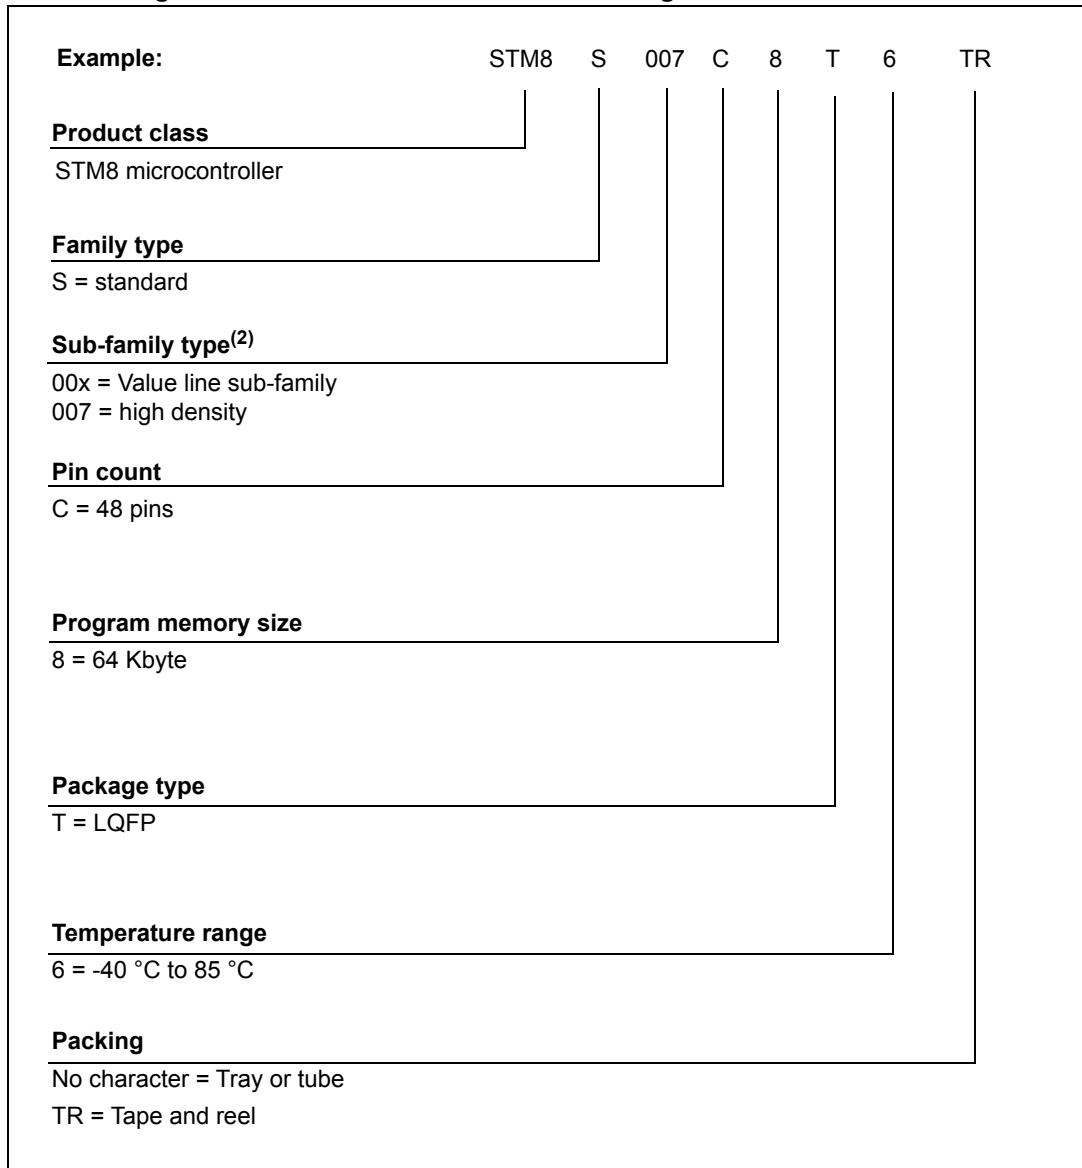 Example: STM8 S 007 C 8 T 6 TR
Product class
STM8 microcontroller
Family type
S = standard
Sub-family type(2)
00x = Value line sub-family
007 = high density
Pin count
C = 48 pins
Program memory size
8 = 64 Kbyte
Package type
T = LQFP
Temperature range
6 = -40 °C to 85 °C
Packing
No character = Tray or tube
TR = Tape and reel